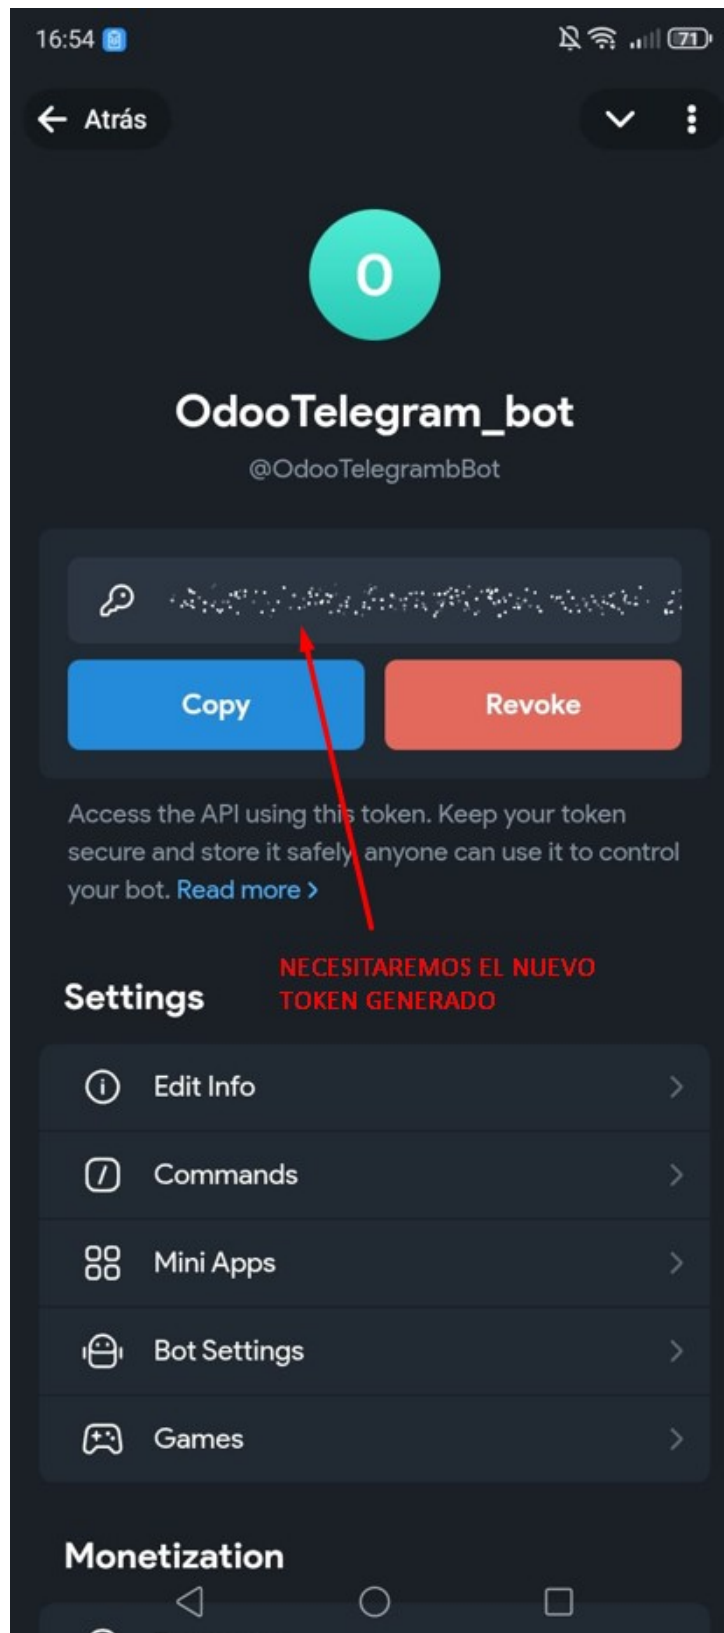 16:54
71
Atrás
O
OdooTelegram_bot
@OdooTelegrambBot
Copy
Revoke
Access the API using this token. Keep your token
secure and store it safely, anyone can use it to control
your bot. Read more >
NECESITAREMOS EL NUEVO
TOKEN GENERADO
Settings
Edit Info
Commands
Mini Apps
Bot Settings
Games
Monetization